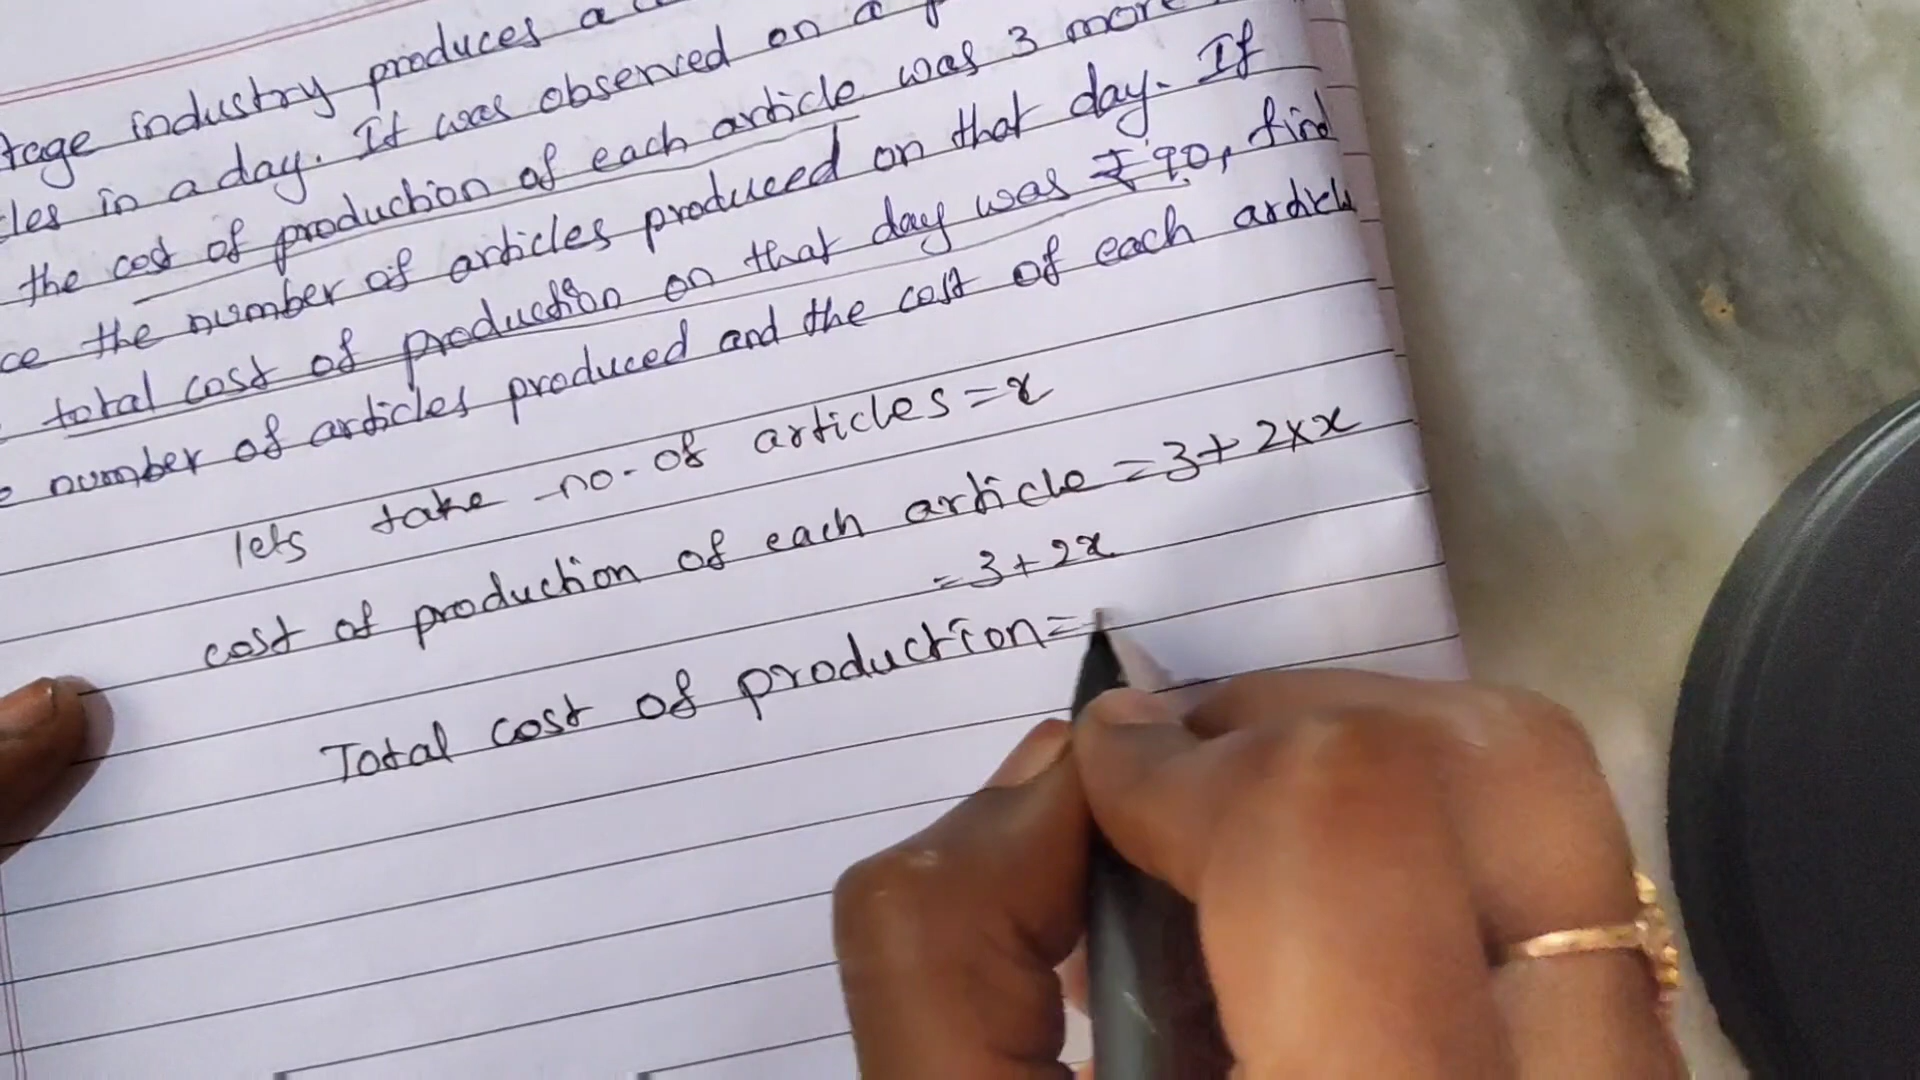 industry produces a
in a day. It was observed on a
the cost of production of each article was 3 more
the number of articles produced on that day. If
total cost of production on that day was ₹ 90, find
number of articles produced and the cost of each article
lets take no. of articles = x
cost of production of each article = 3 + 2 x x
= 3 + 2x
Total cost of production =